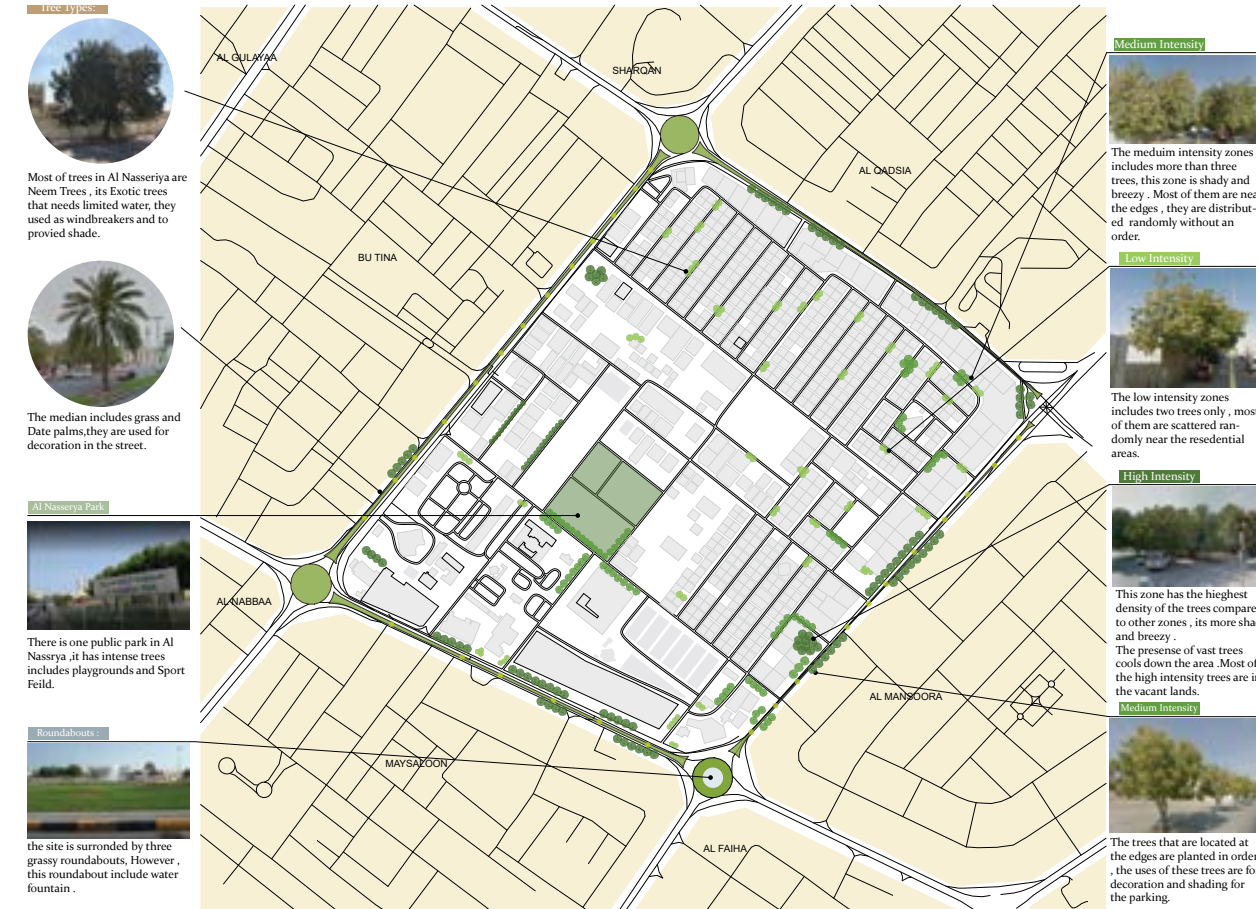 Tree Types:
Most of trees in Al Nasseriya are
Neem Trees , its Exotic trees
that needs limited water, they
used as windbreakers and to
provied shade.
The median includes grass and
Date palms,they are used for
decoration in the street.
Al Nasserya Park
There is one public park in Al
Nassrya ,it has intense trees
includes playgrounds and Sport
Feild.
Roundabouts :
the site is surronded by three
grassy roundabouts, However ,
this roundabout include water
fountain .
AL GULAYAA
SHARQAN
AL QADSIA
BU TINA
AL-NABBAA
AL MANSOORA
MAYSALOON
AL FAIHA
Medium Intensity
The meduim intensity zones
includes more than three
trees, this zone is shady and
breezy . Most of them are nea
the edges , they are distribut-
ed randomly without an
order.
Low Intensity
The low intensity zones
includes two trees only , most
of them are scattered ran-
domly near the resedential
areas.
High Intensity
This zone has the hieghest
density of the trees compare
to other zones , its more sha
and breezy .
The presense of vast trees
cools down the area .Most of
the high intensity trees are in
the vacant lands.
Medium Intensity
The trees that are located at
the edges are planted in order
, the uses of these trees are fo
decoration and shading for
the parking.